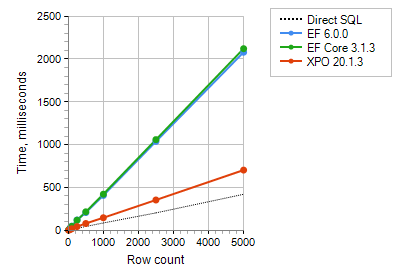 2500
2000
1500
1000
500
0
Time, milliseconds
0
1000
2000
3000
4000
5000
Row count
Direct SQL
EF 6.0.0
EF Core 3.1.3
XPO 20.1.3